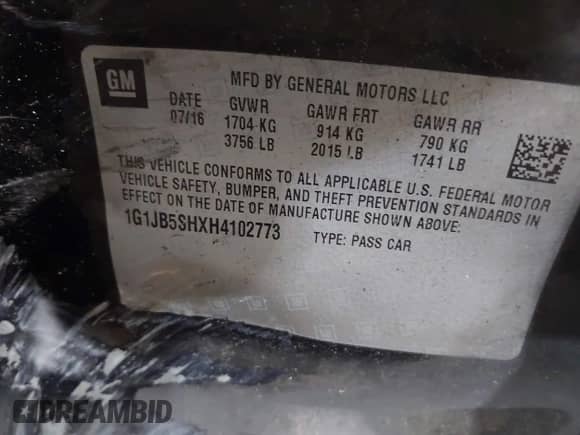 GM
MFD BY GENERAL MOTORS LLC
DATE GVWR GAWR FRT GAWR RR
07/16 1704 KG 914 KG 790 KG
3756 LB 2015 LB 1741 LB
THIS VEHICLE CONFORMS TO ALL APPLICABLE U.S. FEDERAL MOTOR
VEHICLE SAFETY, BUMPER, AND THEFT PREVENTION STANDARDS IN
EFFECT ON THE DATE OF MANUFACTURE SHOWN ABOVE.
1G1JB5SHXH4102773 TYPE: PASS CAR
DREAMBID